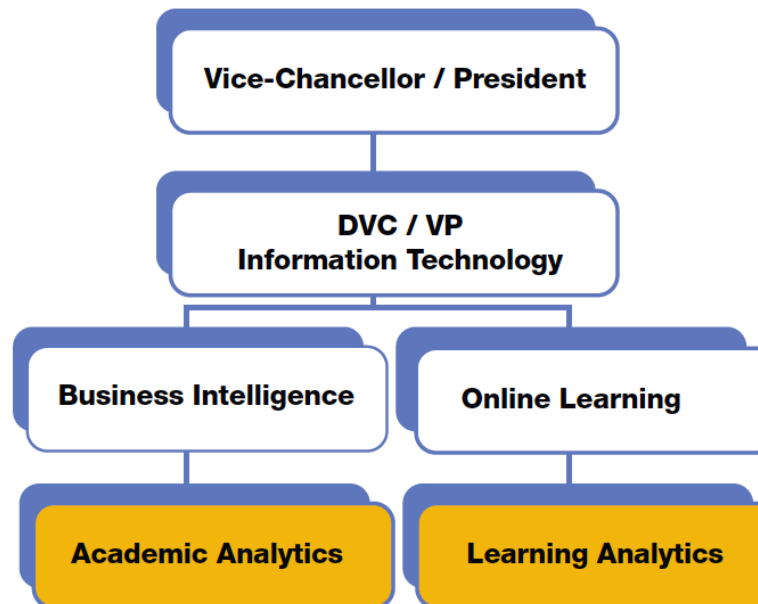 Vice-Chancellor / President
DVC / VP
Information Technology
Business Intelligence
Online Learning
Academic Analytics
Learning Analytics